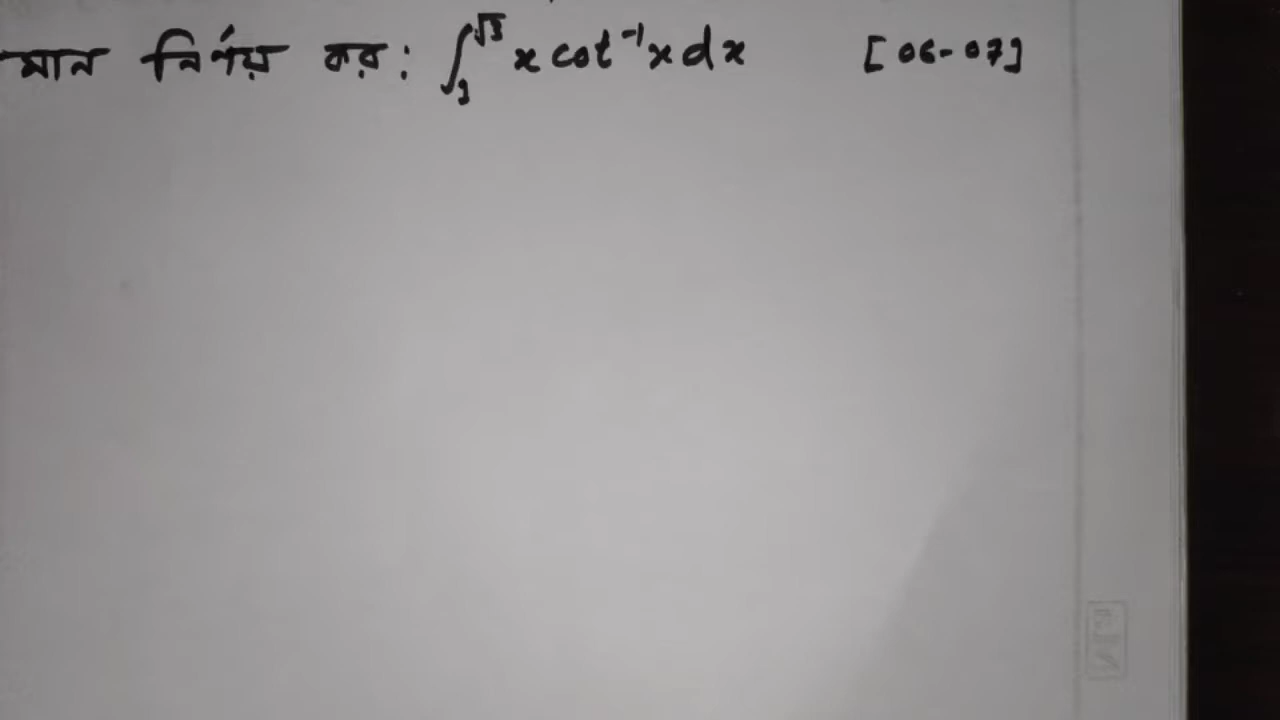 মান নির্ণয় কর: ∫₁^√3 x cot⁻¹x dx [06-07]